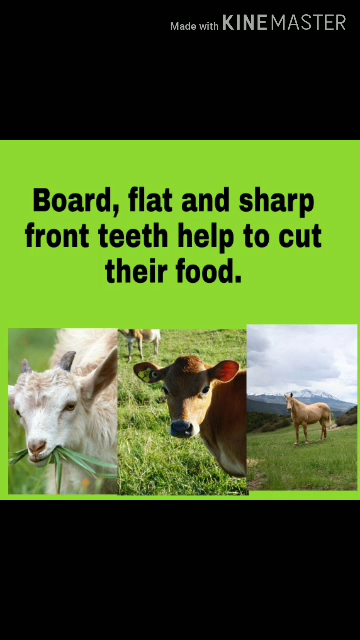 Made with KINEMASTER
Board, flat and sharp
front teeth help to cut
their food.